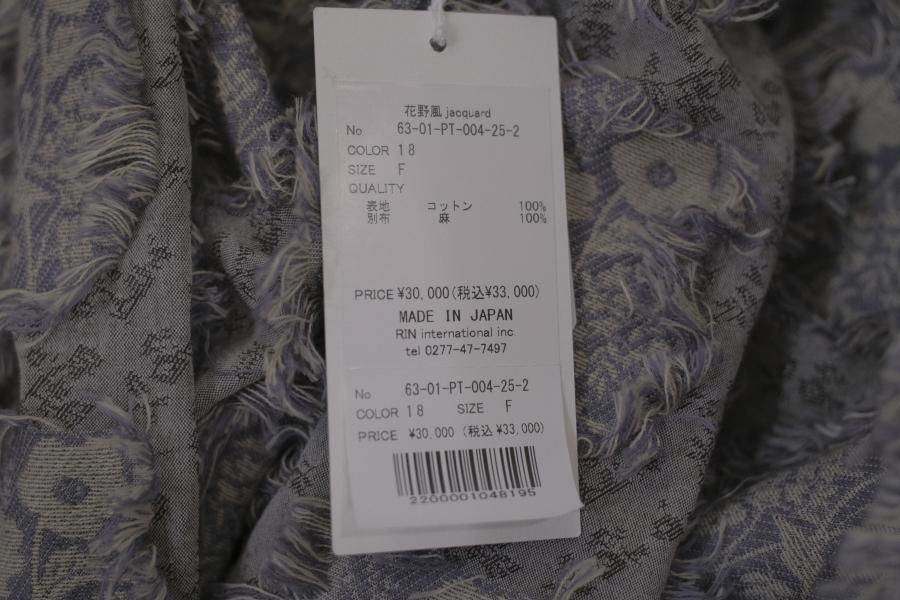 花野風 jacquard
No 63-01-PT-004-25-2
COLOR 18
SIZE F
QUALITY
表地 コットン 100%
別布 麻 100%
PRICE ¥30,000(税込¥33,000)
MADE IN JAPAN
RIN international inc
tel 0277-47-7497
No 63-01-PT-004-25-2
COLOR 18 SIZE F
PRICE ¥30,000 (税込 ¥33,000)
2200001048195